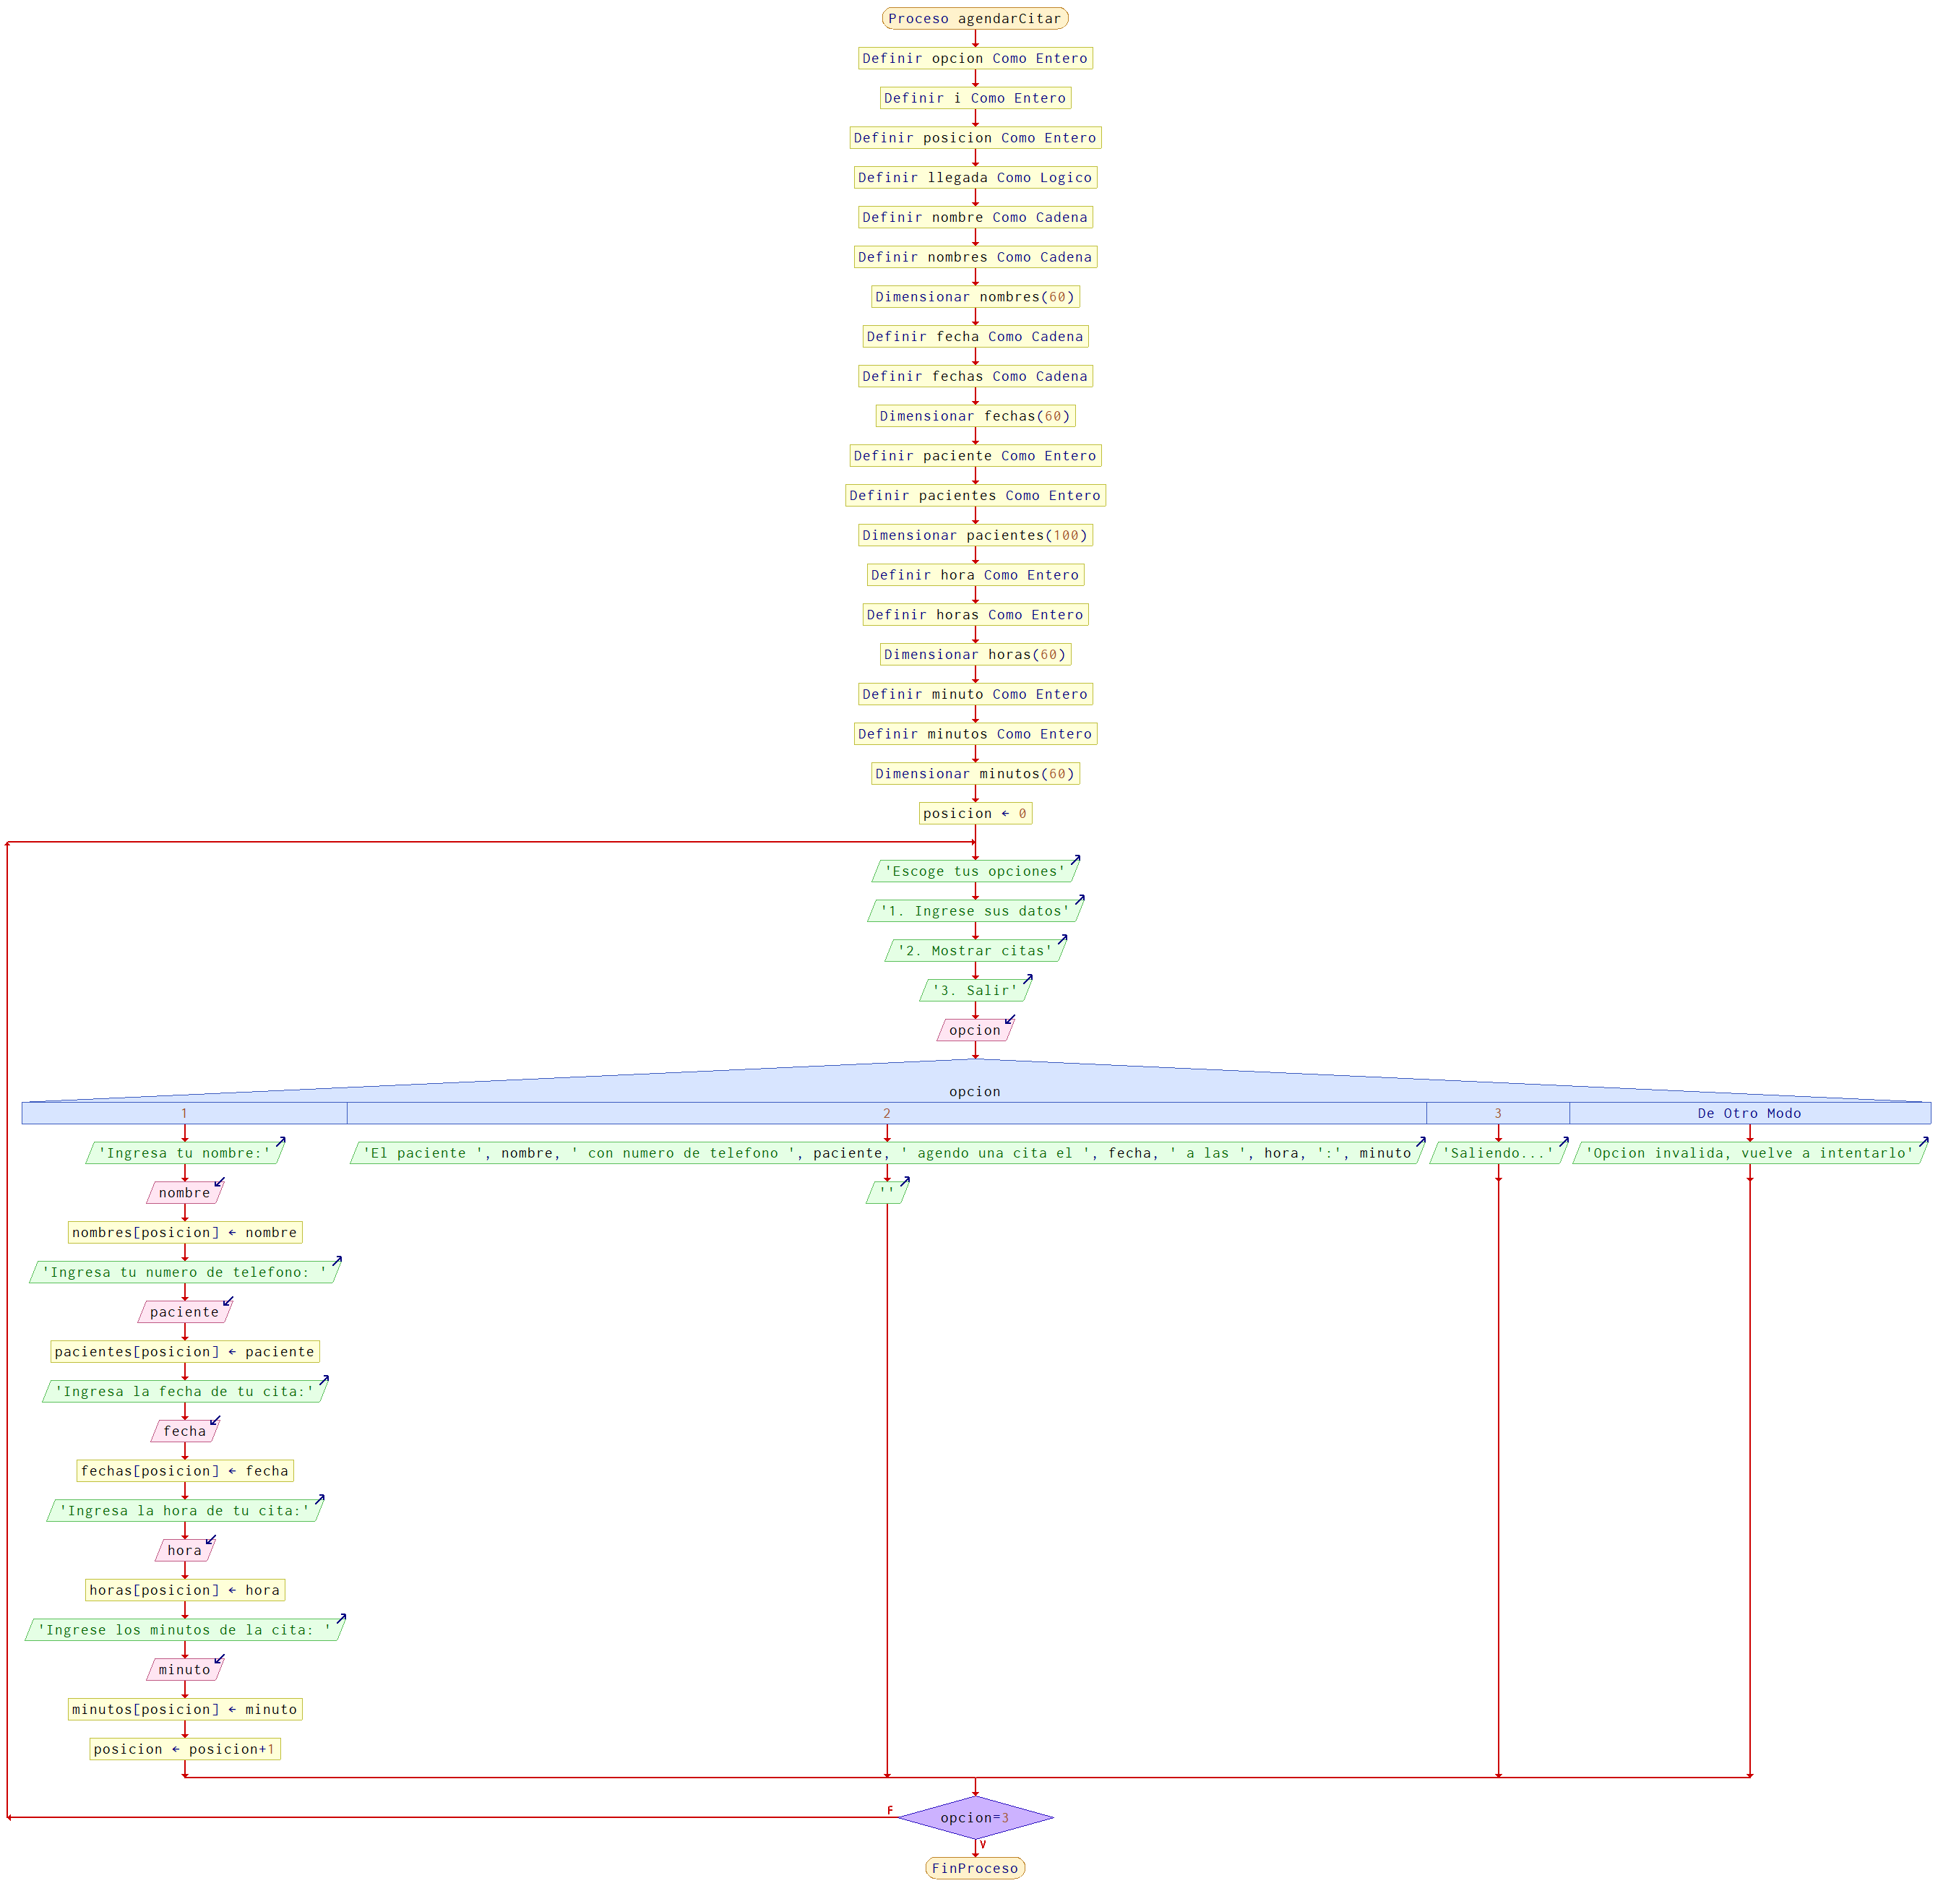 Proceso agendarCitar
Definir opcion Como Entero
Definir i Como Entero
Definir posicion Como Entero
Definir llegada Como Logico
Definir nombre Como Cadena
Definir nombres Como Cadena
Dimensionar nombres(60)
Definir fecha Como Cadena
Definir fechas Como Cadena
Dimensionar fechas(60)
Definir paciente Como Entero
Definir pacientes Como Entero
Dimensionar pacientes(100)
Definir hora Como Entero
Definir horas Como Entero
Dimensionar horas(60)
Definir minuto Como Entero
Definir minutos Como Entero
Dimensionar minutos(60)
posicion ← 0
'Escoge tus opciones'
'1. Ingrese sus datos'
'2. Mostrar citas'
'3. Salir'
opcion
opcion
1
'Ingresa tu nombre:'
nombre
nombres[posicion] ← nombre
'Ingresa tu numero de telefono: '
paciente
pacientes[posicion] ← paciente
'Ingresa la fecha de tu cita:'
fecha
fechas[posicion] ← fecha
'Ingresa la hora de tu cita:'
hora
horas[posicion] ← hora
'Ingrese los minutos de la cita: '
minuto
minutos[posicion] ← minuto
posicion ← posicion+1
2
'El paciente ', nombre, ' con numero de telefono ', paciente, ' agendo una cita el ', fecha, ' a las ', hora, ':', minuto
''
3
'Saliendo...'
De Otro Modo
'Opcion invalida, vuelve a intentarlo'
F
opcion=3
V
FinProceso